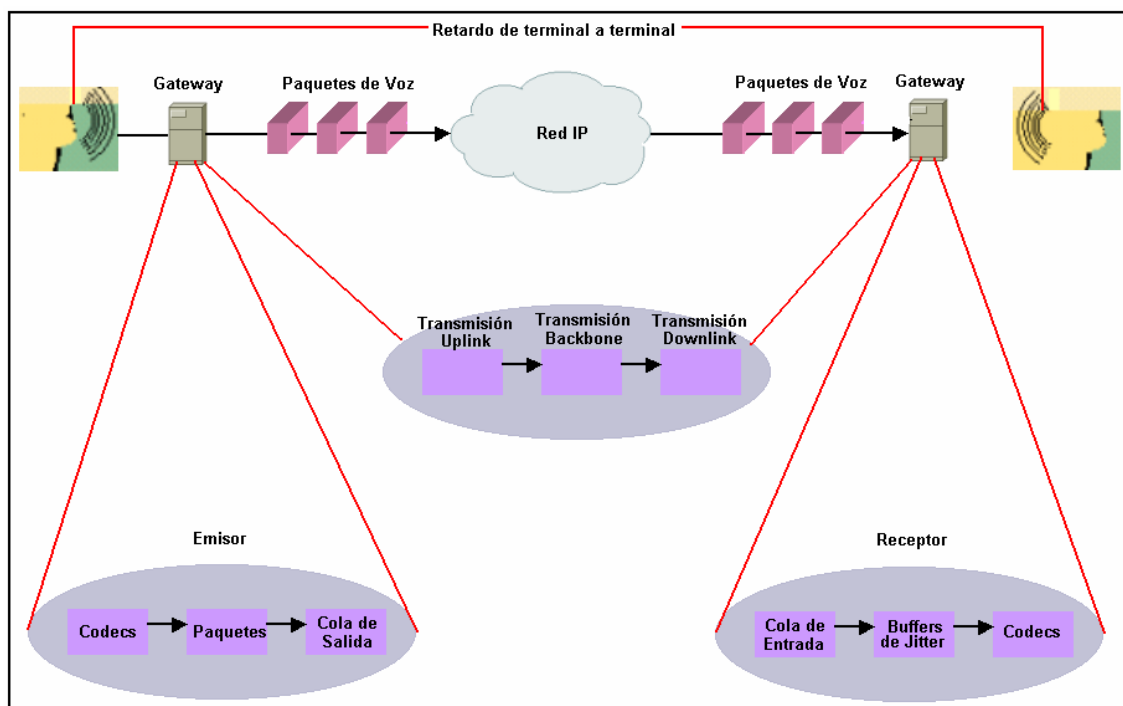 Retardo de terminal a terminal
Gateway
Paquetes de Voz
Red IP
Paquetes de Voz
Gateway
Transmisión
Uplink
Transmisión
Backbone
Transmisión
Downlink
Emisor
Codecs
Paquetes
Cola de
Salida
Receptor
Cola de
Entrada
Buffers
de Jitter
Codecs